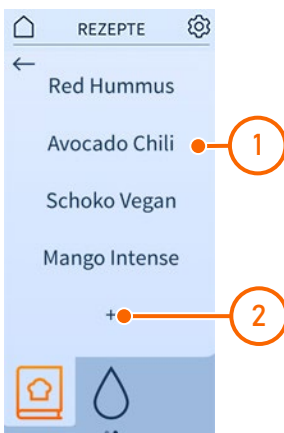 REZEPTE
←
Red Hummus
Avocado Chili
1
Schoko Vegan
Mango Intense
+
2